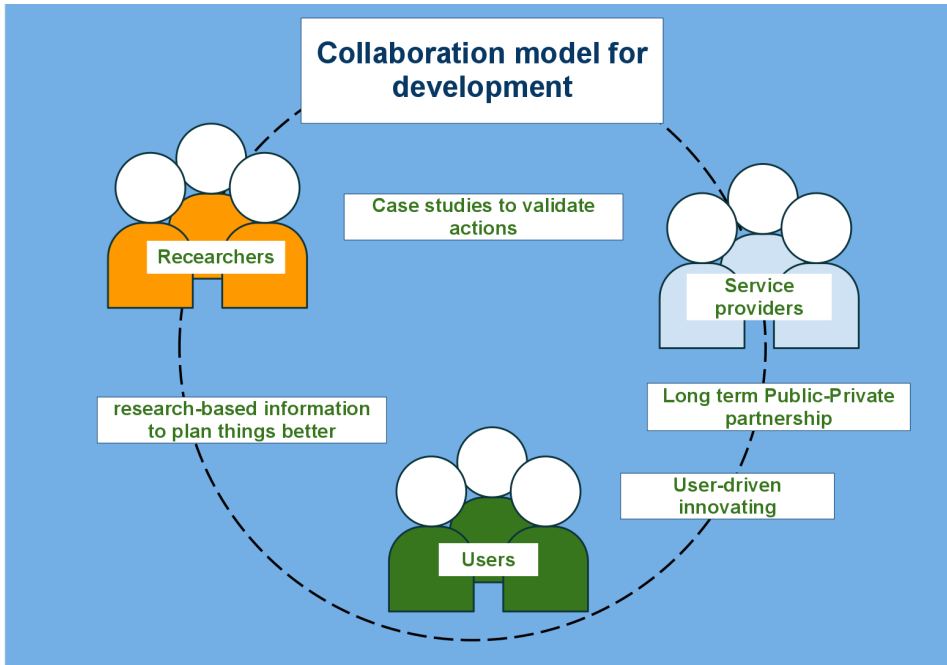 Collaboration model for
development
Case studies to validate
actions
Recearchers
Service
providers
research-based information
to plan things better
Long term Public-Private
partnership
User-driven
innovating
Users